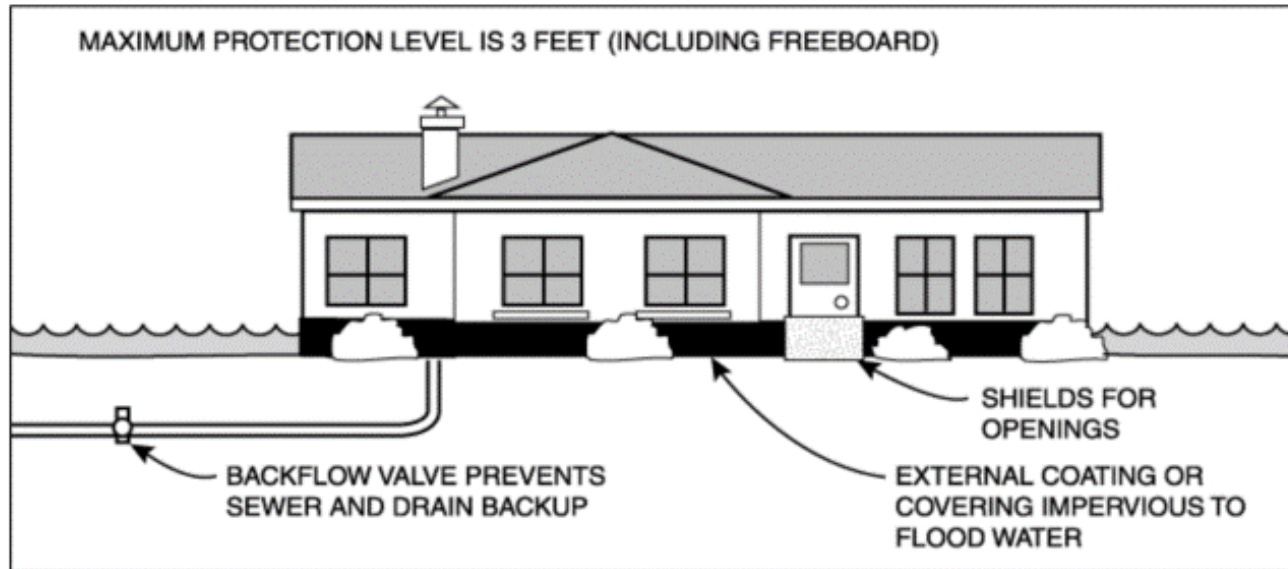 MAXIMUM PROTECTION LEVEL IS 3 FEET (INCLUDING FREEBOARD)
SHIELDS FOR
OPENINGS
BACKFLOW VALVE PREVENTS
SEWER AND DRAIN BACKUP
EXTERNAL COATING OR
COVERING IMPERVIOUS TO
FLOOD WATER